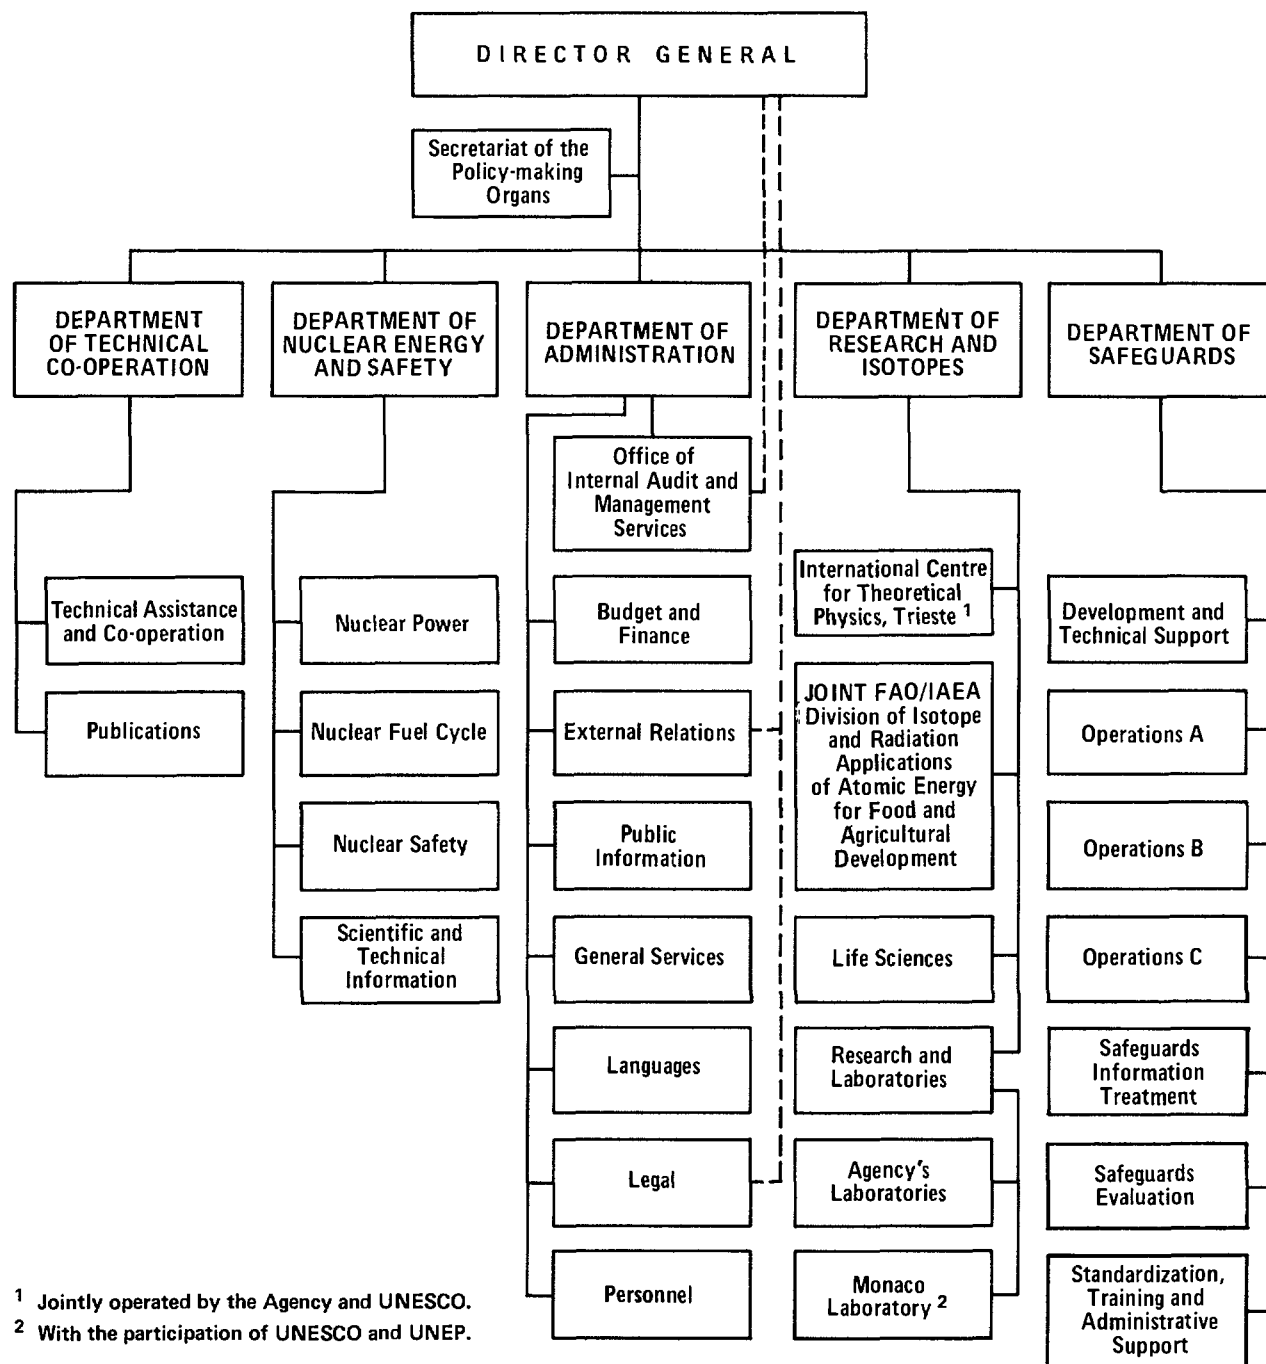 DIRECTOR GENERAL
Secretariat of the
Policy-making
Organs
DEPARTMENT
OF TECHNICAL
CO-OPERATION
DEPARTMENT OF
NUCLEAR ENERGY
AND SAFETY
DEPARTMENT OF
ADMINISTRATION
DEPARTMENT OF
RESEARCH AND
ISOTOPES
DEPARTMENT OF
SAFEGUARDS
Technical Assistance
and Co-operation
Publications
Nuclear Power
Nuclear Fuel Cycle
Nuclear Safety
Scientific and
Technical
Information
Office of
Internal Audit and
Management
Services
Budget and
Finance
External Relations
Public
Information
General Services
Languages
Legal
Personnel
International Centre
for Theoretical
Physics, Trieste 1
JOINT FAO/IAEA
Division of Isotope
and Radiation
Applications
of Atomic Energy
for Food and
Agricultural
Development
Life Sciences
Research and
Laboratories
Agency's
Laboratories
Monaco
Laboratory 2
Development and
Technical Support
Operations A
Operations B
Operations C
Safeguards
Information
Treatment
Safeguards
Evaluation
Standardization,
Training and
Administrative
Support
1 Jointly operated by the Agency and UNESCO.
2 With the participation of UNESCO and UNEP.